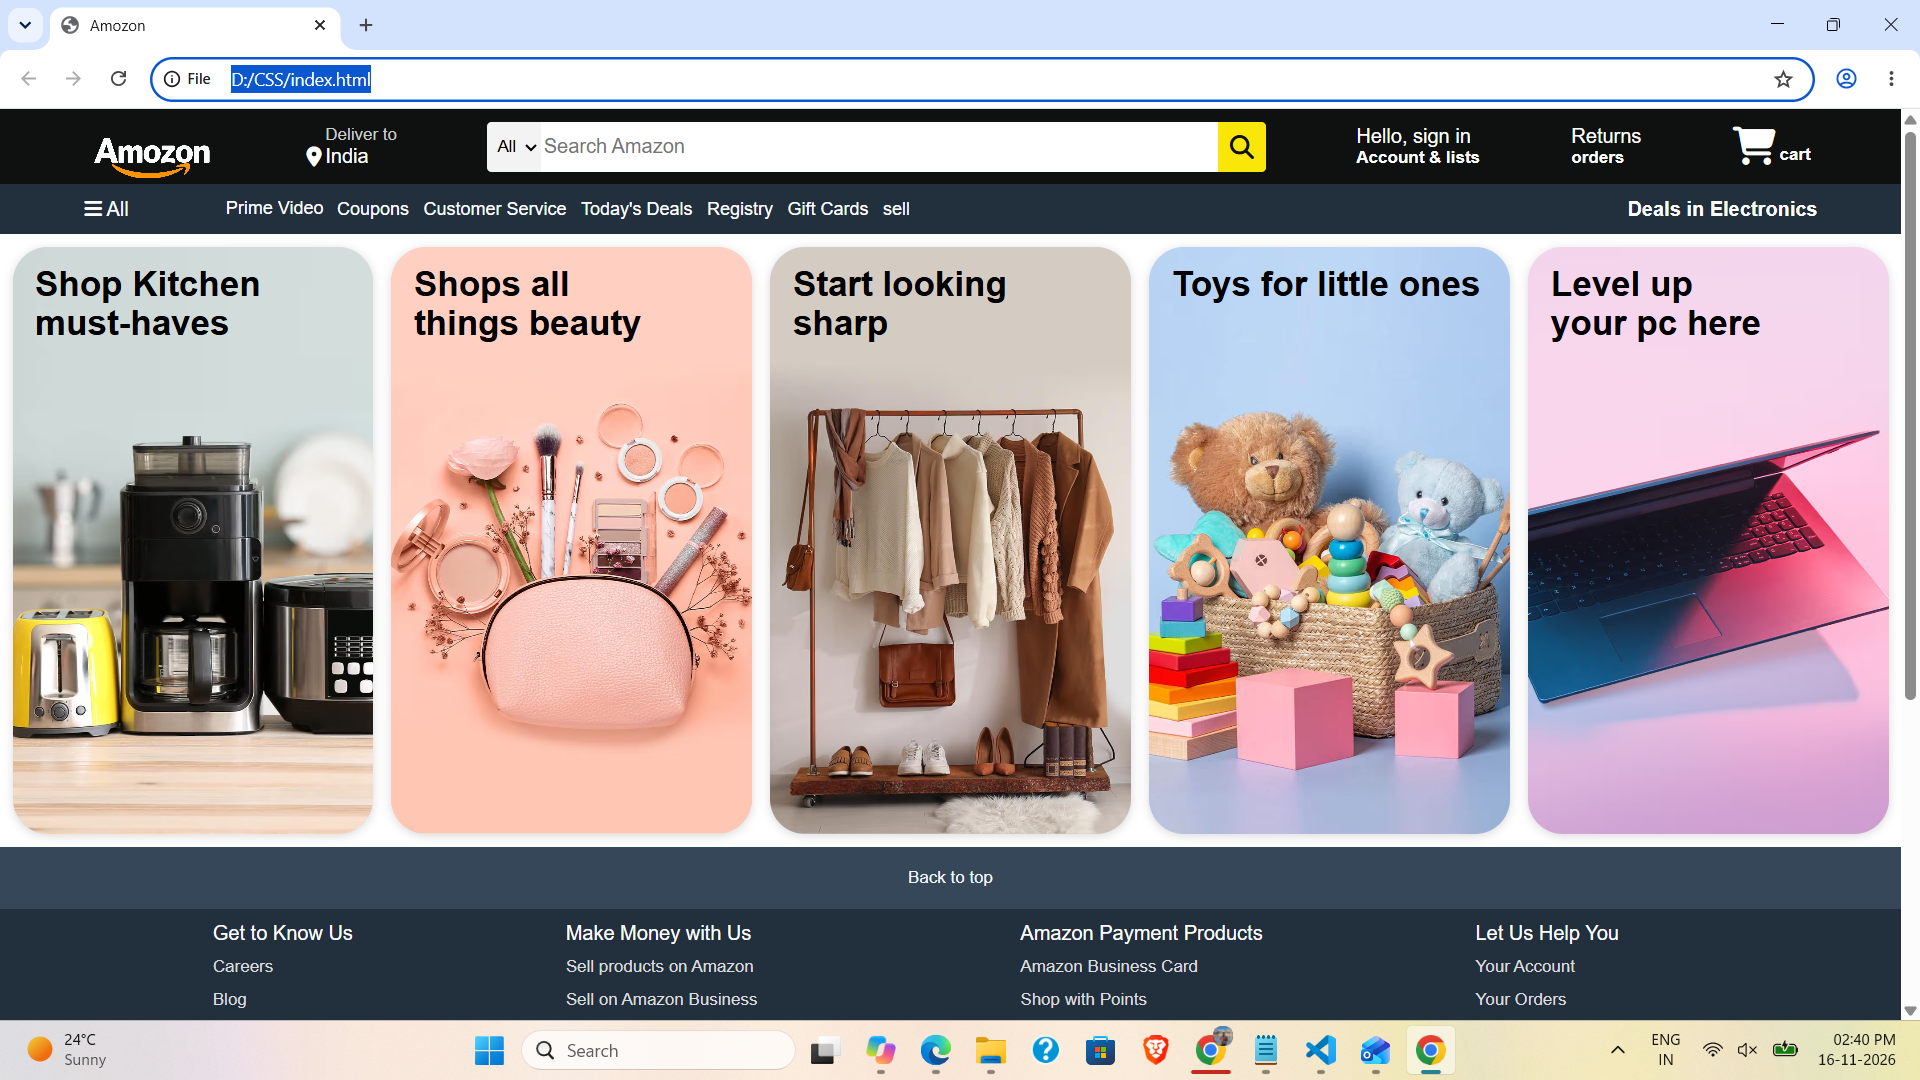 Amozon
File D:/CSS/index.html
Amozon
Deliver to
India
All
Search Amazon
Hello, sign in
Account & lists
Returns
orders
cart
All
Prime Video
Coupons
Customer Service
Today's Deals
Registry
Gift Cards
sell
Deals in Electronics
Shop Kitchen
must-haves
Shops all
things beauty
Start looking
sharp
Toys for little ones
Level up
your pc here
Back to top
Get to Know Us
Careers
Blog
Make Money with Us
Sell products on Amazon
Sell on Amazon Business
Amazon Payment Products
Amazon Business Card
Shop with Points
Let Us Help You
Your Account
Your Orders
24°C
Sunny
Search
ENG
IN
02:40 PM
16-11-2026